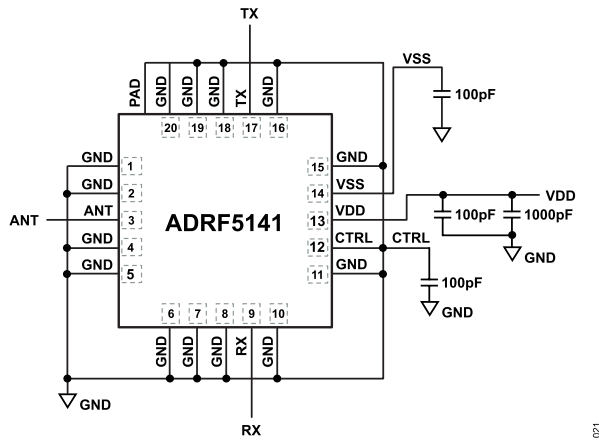 TX
PAD
GND
GND
GND
TX
GND
20
19
18
17
16
VSS
100pF
GND
1
GND
2
ANT
ANT
3
GND
4
GND
5
ADRF5141
15
GND
14
VSS
13
VDD
12
CTRL
CTRL
11
GND
VDD
100pF
1000pF
GND
100pF
GND
6
7
8
9
10
GND
GND
GND
RX
GND
GND
RX
021